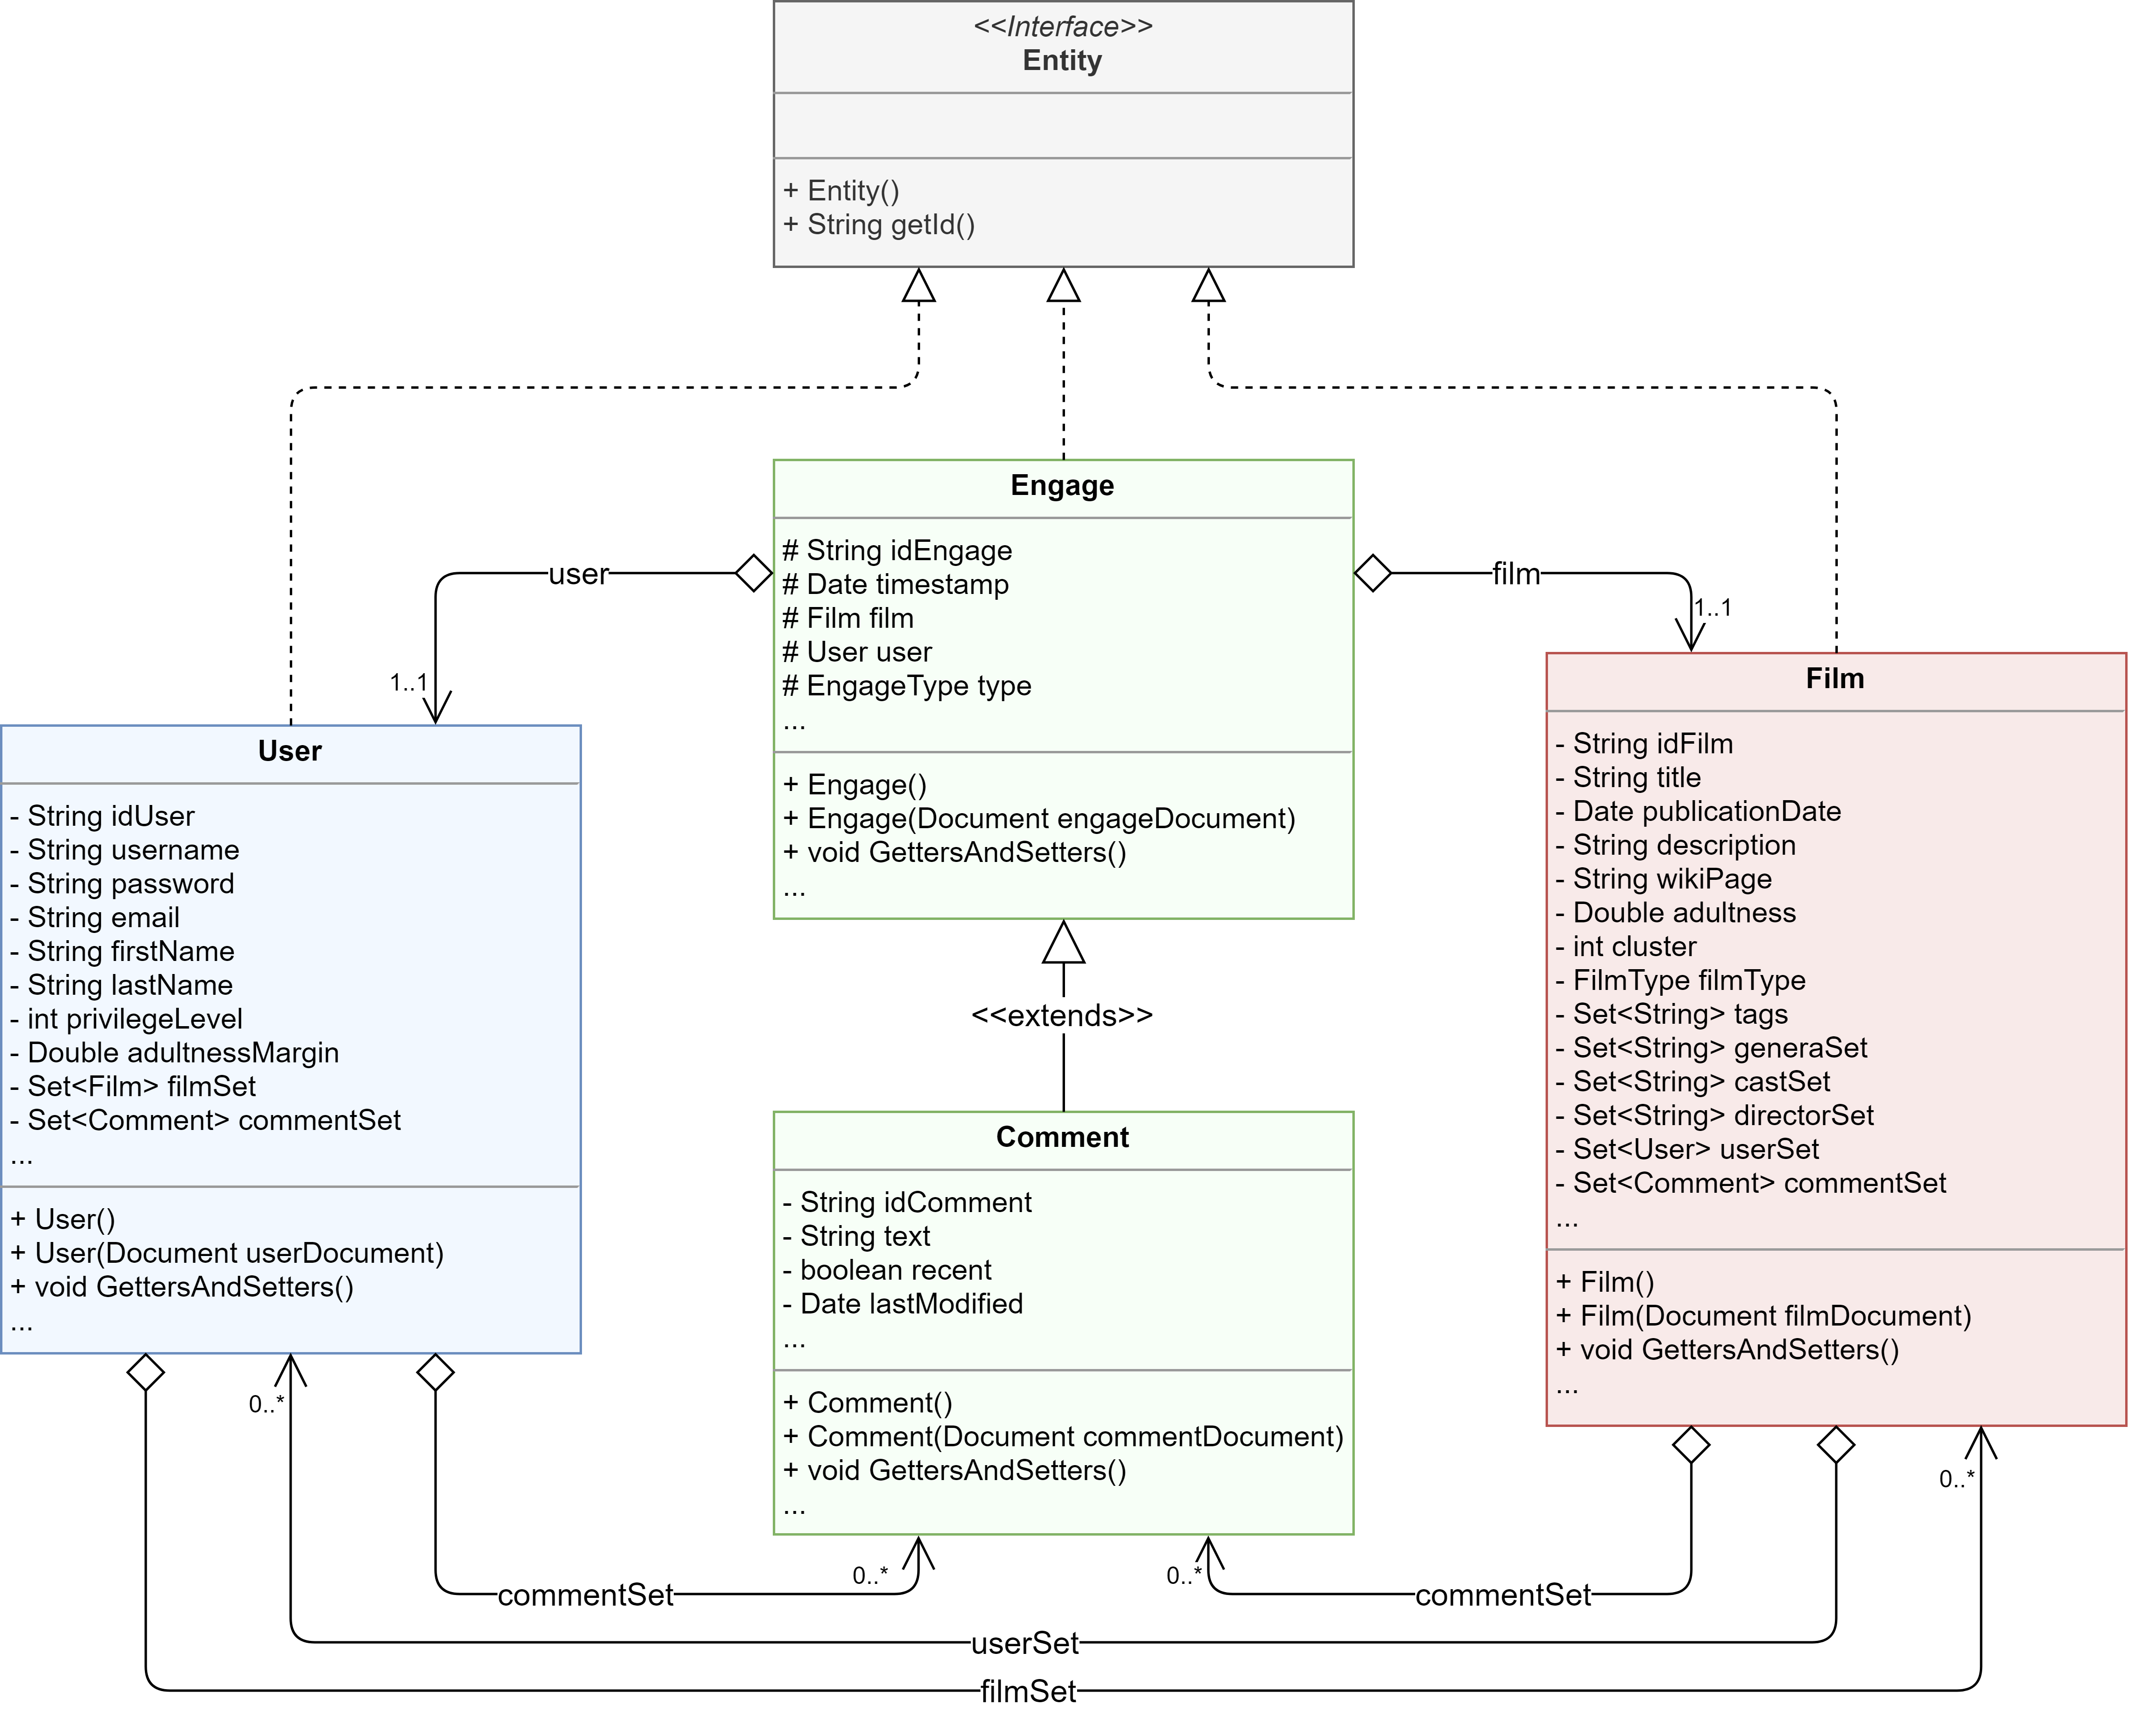 <<Interface>>
Entity
+ Entity()
+ String getId()
Engage
# String idEngage
# Date timestamp
# Film film
# User user
# EngageType type
...
+ Engage()
+ Engage(Document engageDocument)
+ void GettersAndSetters()
...
user
1..1
film
1..1
User
- String idUser
- String username
- String password
- String email
- String firstName
- String lastName
- int privilegeLevel
- Double adultnessMargin
- Set<Film> filmSet
- Set<Comment> commentSet
...
+ User()
+ User(Document userDocument)
+ void GettersAndSetters()
...
<<extends>>
Comment
- String idComment
- String text
- boolean recent
- Date lastModified
...
+ Comment()
+ Comment(Document commentDocument)
+ void GettersAndSetters()
...
Film
- String idFilm
- String title
- Date publicationDate
- String description
- String wikiPage
- Double adultness
- int cluster
- FilmType filmType
- Set<String> tags
- Set<String> generaSet
- Set<String> castSet
- Set<String> directorSet
- Set<User> userSet
- Set<Comment> commentSet
...
+ Film()
+ Film(Document filmDocument)
+ void GettersAndSetters()
...
0..*
0..*
0..*
0..*
commentSet
commentSet
userSet
filmSet